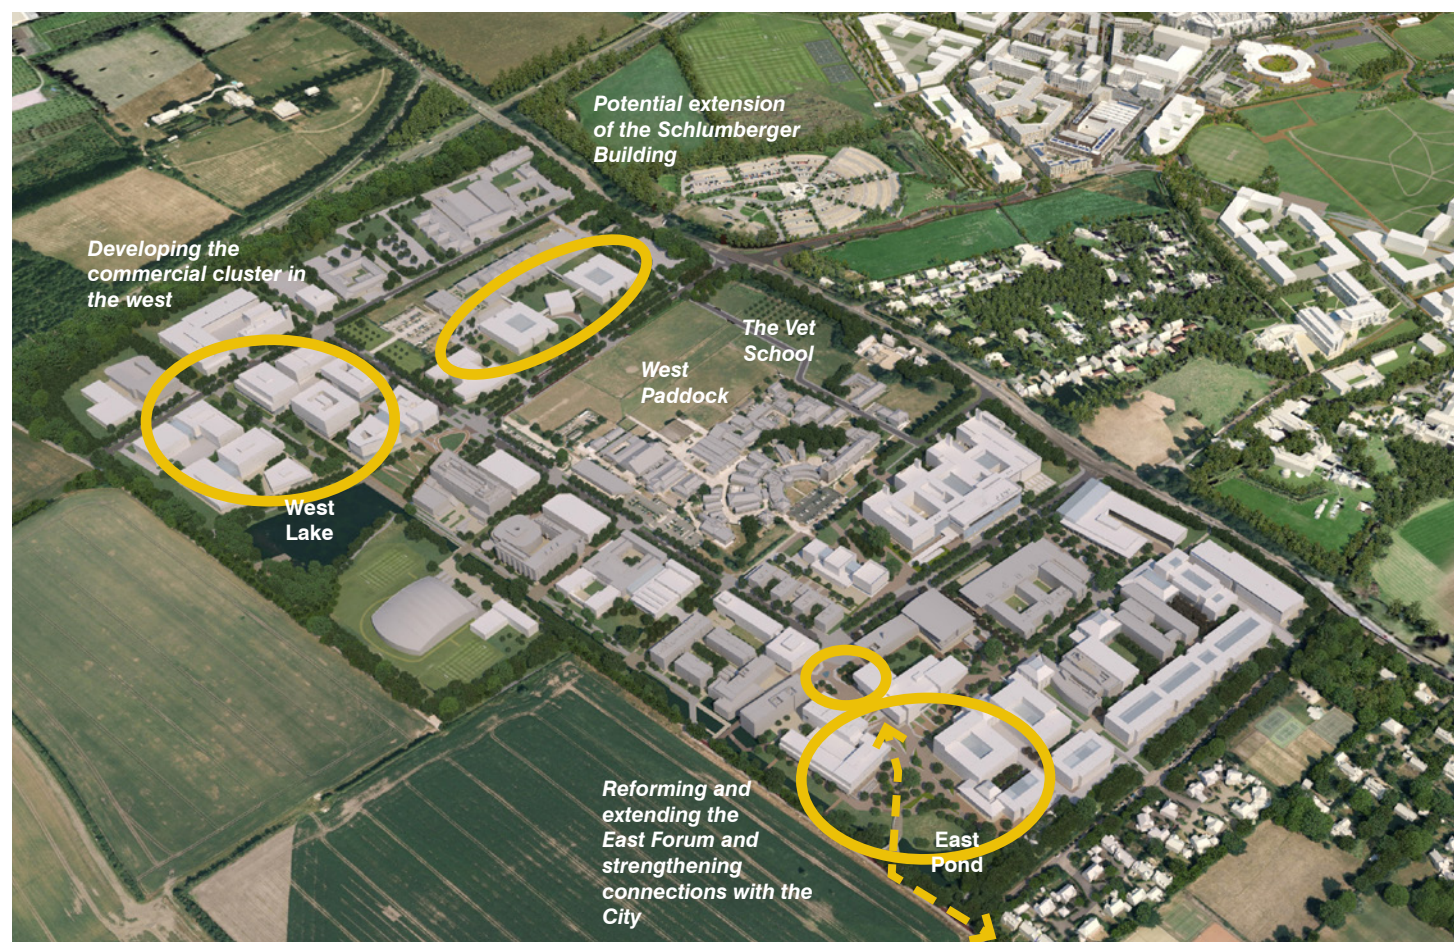 Potential extension
of the Schlumberger
Building
Developing the
commercial cluster in
the west
The Vet
School
West
Paddock
West
Lake
Reforming and
extending the
East Forum and
strengthening
connections with the
City
East
Pond